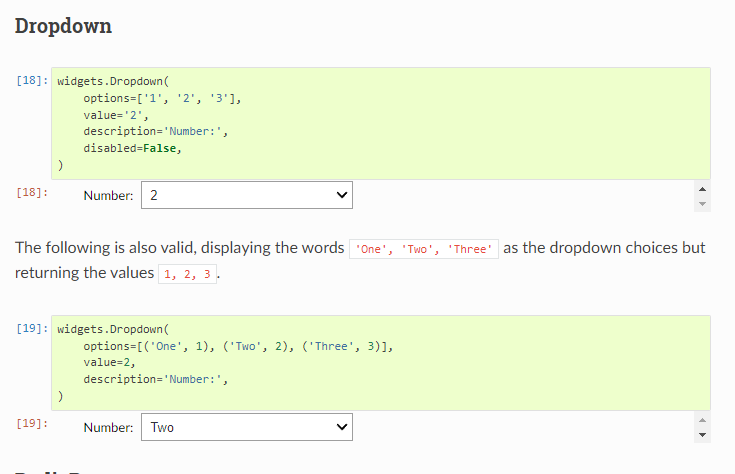 Dropdown
[18]: widgets.Dropdown(
    options=['1', '2', '3'],
    value='2',
    description='Number:',
    disabled=False,
)
[18]: Number: 2
The following is also valid, displaying the words 'One', 'Two', 'Three' as the dropdown choices but
returning the values 1, 2, 3.
[19]: widgets.Dropdown(
    options=[('One', 1), ('Two', 2), ('Three', 3)],
    value=2,
    description='Number:',
)
[19]: Number: Two